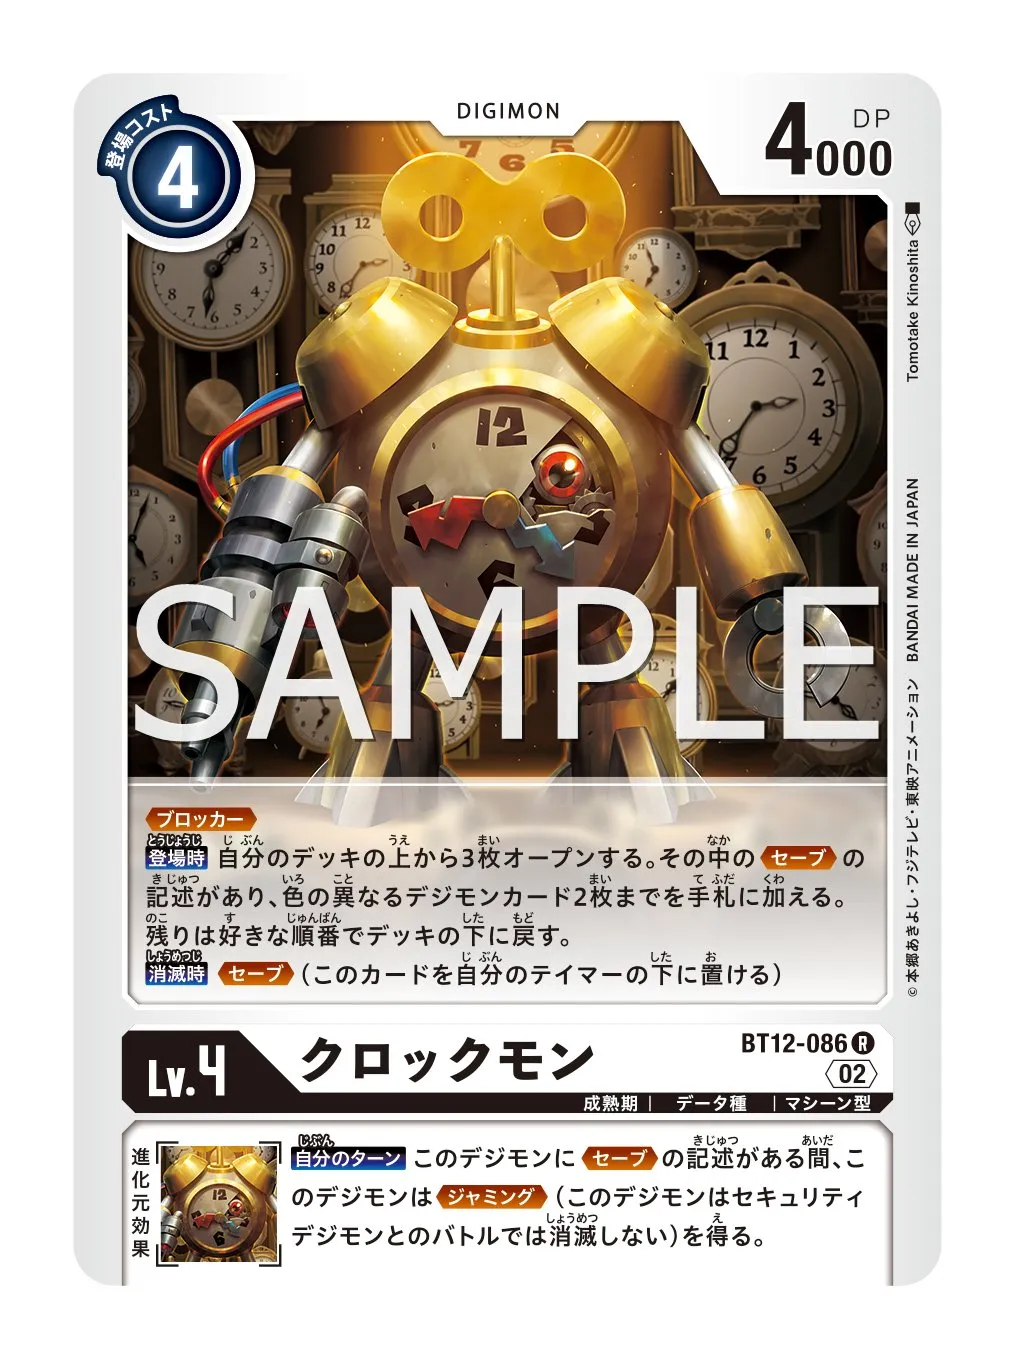 DIGIMON
登場コスト
4
4000
DP
Tomotake Kinoshita
BANDAI MADE IN JAPAN
© 本郷あきよし・フジテレビ・東映アニメーション
SAMPLE
ブロッカー
登場時 自分のデッキの上から3枚オープンする。その中の セーブ の
記述があり、色の異なるデジモンカード2枚までを手札に加える。
残りは好きな順番でデッキの下に戻す。
消滅時 セーブ (このカードを自分のテイマーの下に置ける)
Lv.4
クロックモン
BT12-086 R
02
成熟期 | データ種 | マシーン型
進化元効果
自分のターン このデジモンに セーブ の記述がある間、こ
のデジモンは ジャミング (このデジモンはセキュリティ
デジモンとのバトルでは消滅しない)を得る。